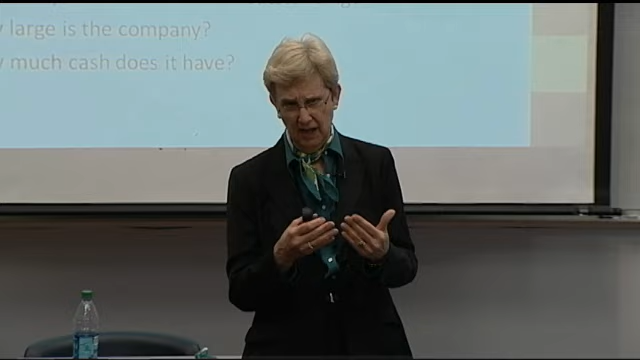 large is the company?
much cash does it have?